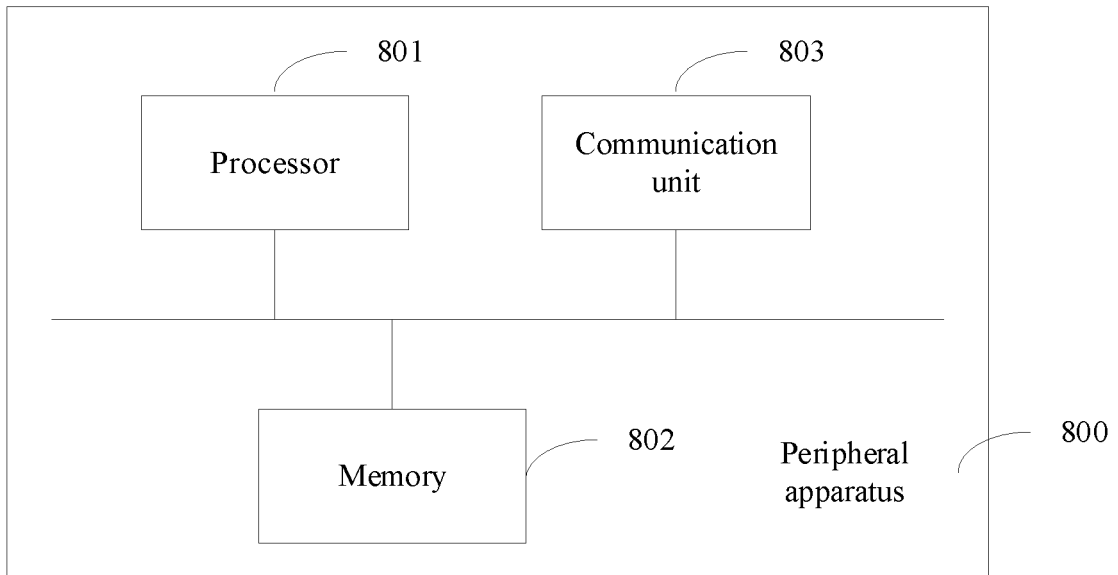 801
803
Processor
Communication
unit
Memory
802
Peripheral
apparatus
800